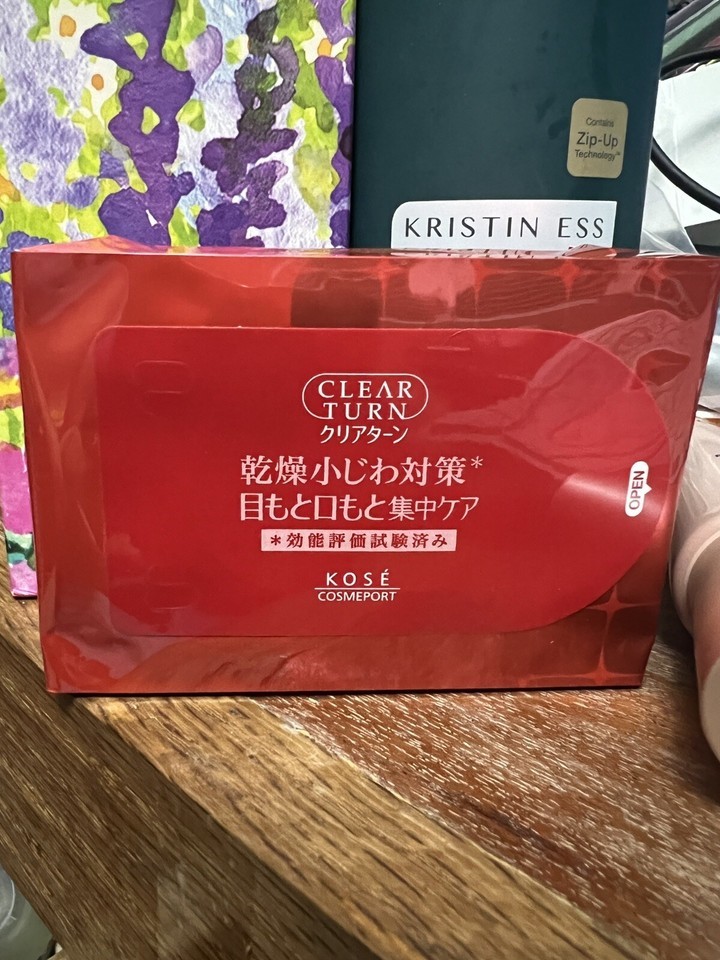 Contains
Zip-Up
Technology™
KRISTIN ESS
CLEAR
TURN
クリアターン
乾燥小じわ対策*
目もと口もと集中ケア
*効能評価試験済み
OPEN
KOSÉ
COSMEPORT